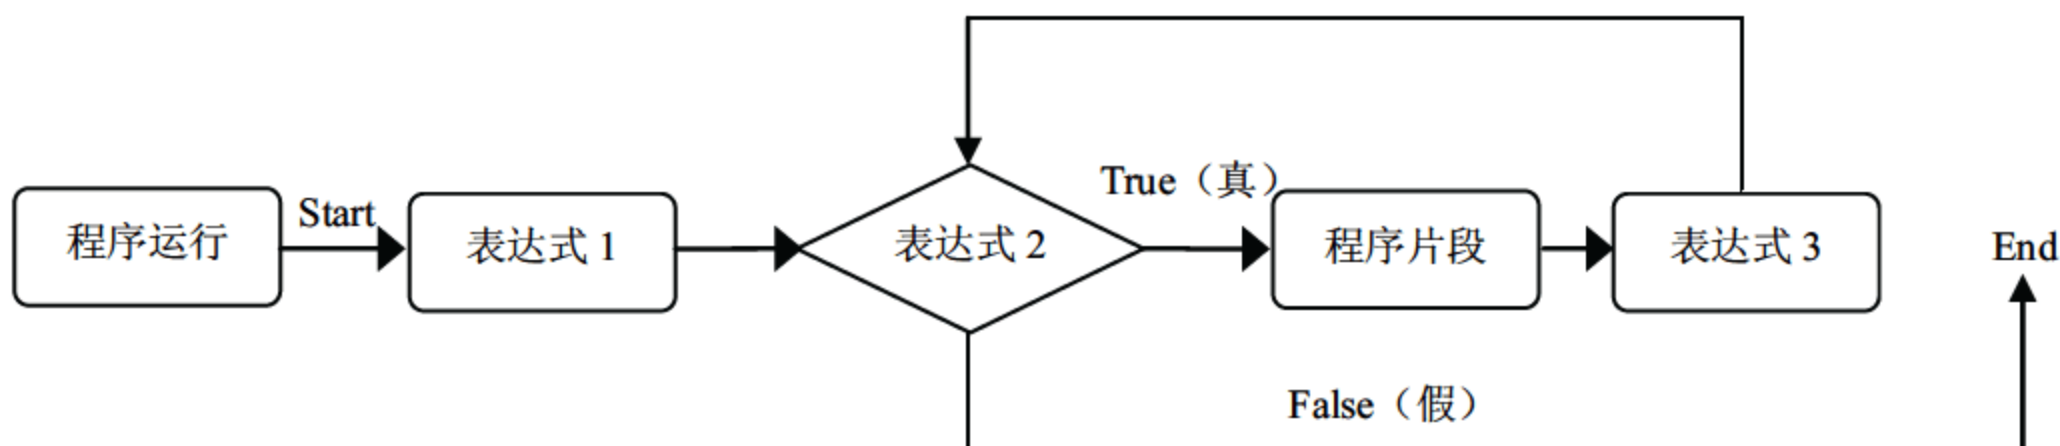 程序运行
Start
表达式 1
表达式 2
True（真）
程序片段
表达式 3
End
False（假）